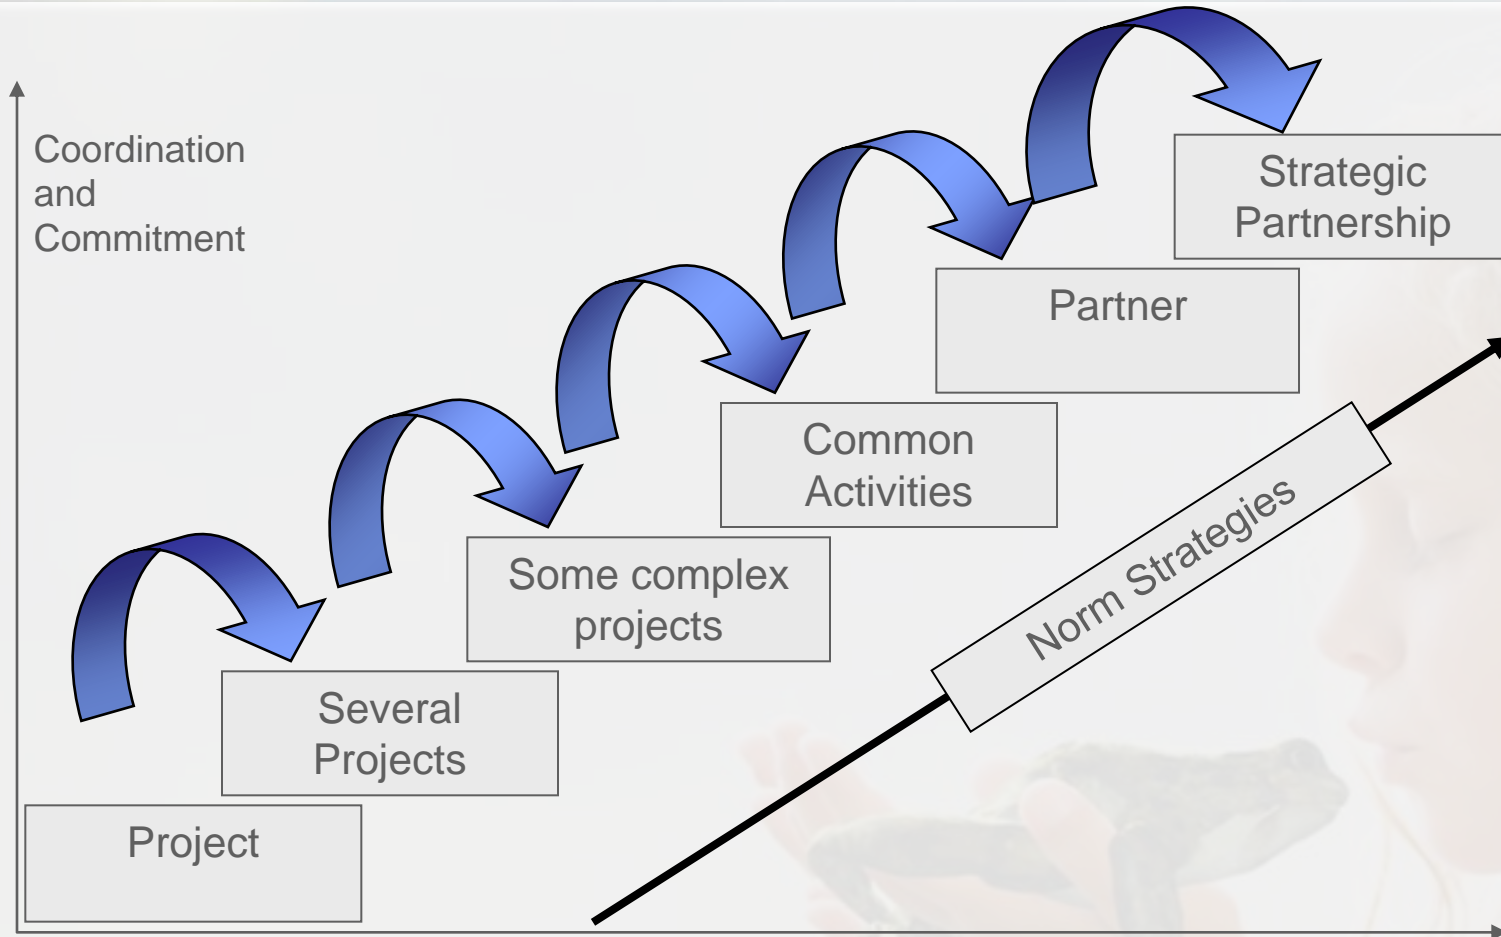 Coordination
and
Commitment
Strategic
Partnership
Partner
Common
Activities
Some complex
projects
Several
Projects
Project
Norm Strategies